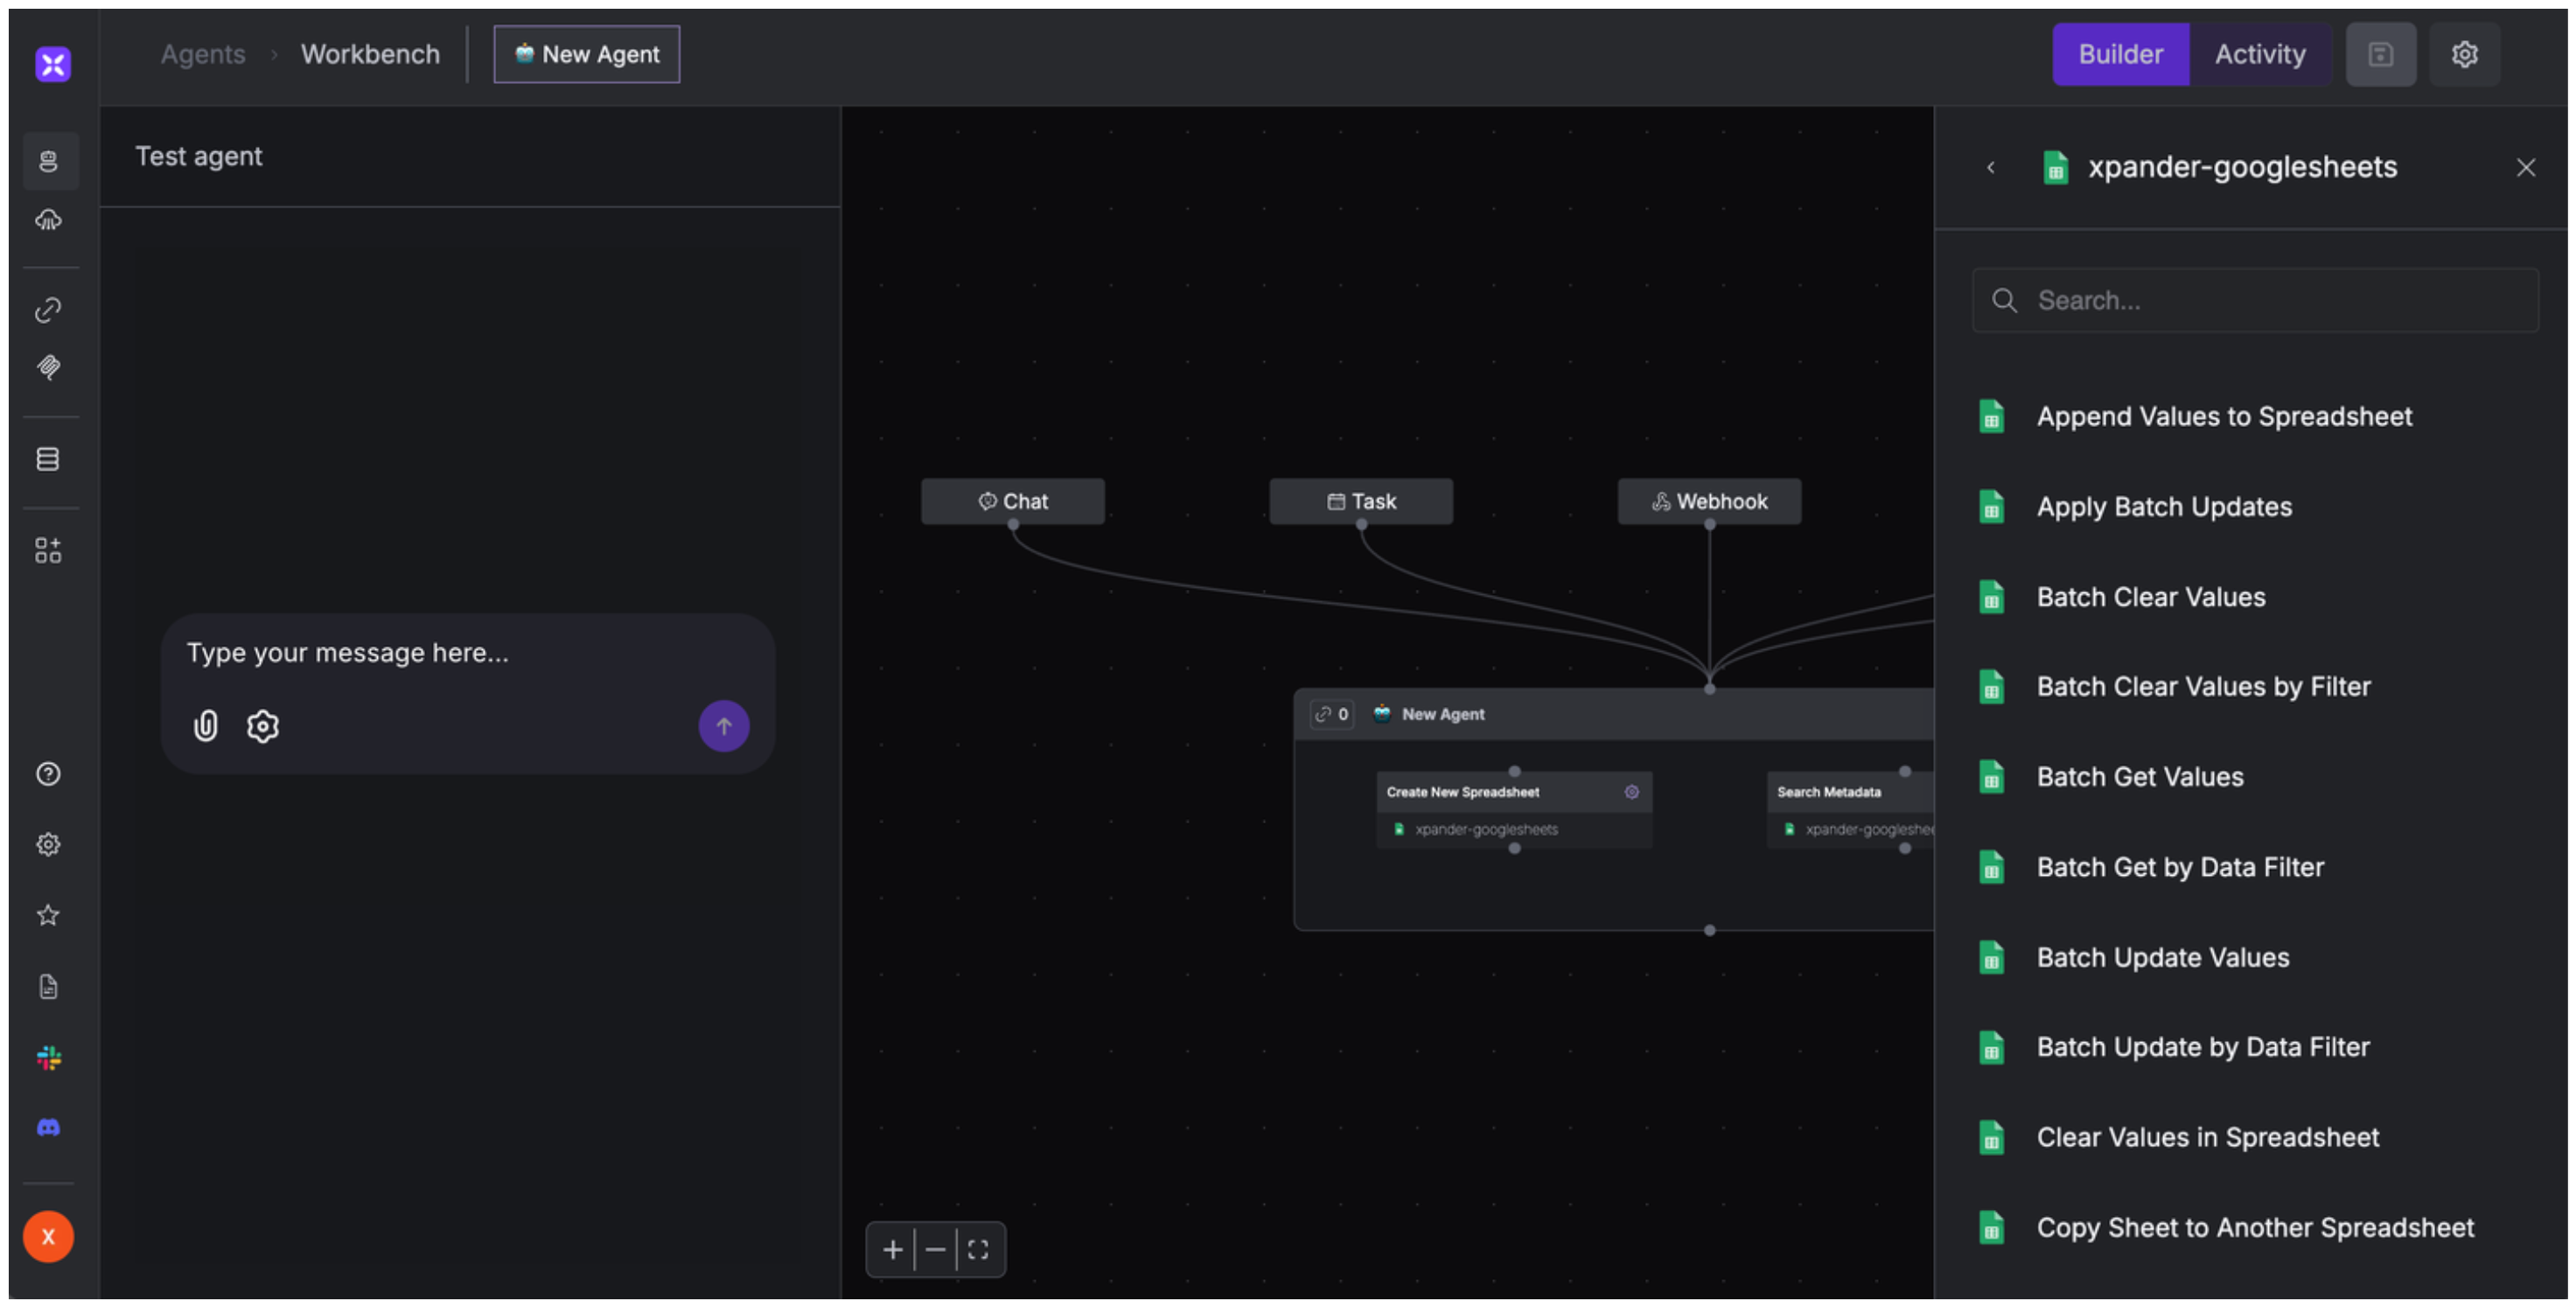 Agents › Workbench
New Agent
Builder
Activity
Test agent
Type your message here...
Chat
Task
Webhook
0 New Agent
Create New Spreadsheet
xpander-googlesheets
Search Metadata
xpander-googleshee
xpander-googlesheets
Search...
Append Values to Spreadsheet
Apply Batch Updates
Batch Clear Values
Batch Clear Values by Filter
Batch Get Values
Batch Get by Data Filter
Batch Update Values
Batch Update by Data Filter
Clear Values in Spreadsheet
Copy Sheet to Another Spreadsheet
X